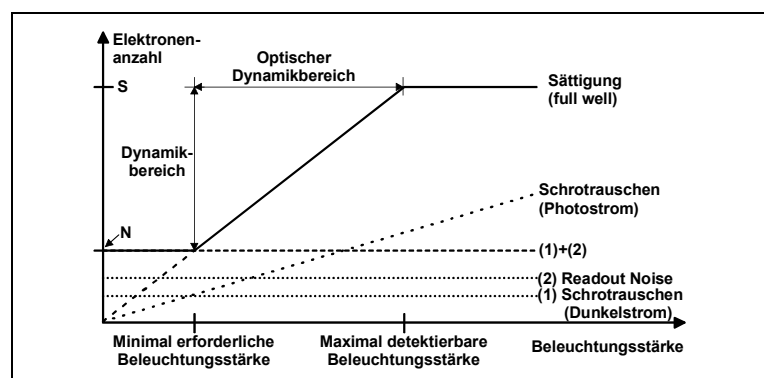 Elektronen-
anzahl
Optischer
Dynamikbereich
S
Sättigung
(full well)
Dynamik-
bereich
Schrotrauschen
(Photostrom)
N
(1)+(2)
(2) Readout Noise
(1) Schrotrauschen
(Dunkelstrom)
Minimal erforderliche
Beleuchtungsstärke
Maximal detektierbare
Beleuchtungsstärke
Beleuchtungsstärke